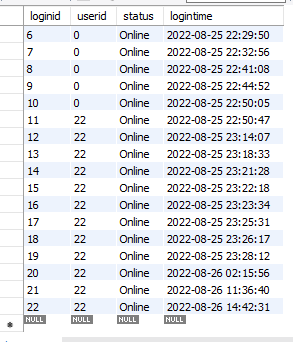 loginid userid status logintime
6 0 Online 2022-08-25 22:29:50
7 0 Online 2022-08-25 22:32:56
8 0 Online 2022-08-25 22:41:08
9 0 Online 2022-08-25 22:44:52
10 0 Online 2022-08-25 22:50:05
11 22 Online 2022-08-25 22:50:47
12 22 Online 2022-08-25 23:14:07
13 22 Online 2022-08-25 23:18:33
14 22 Online 2022-08-25 23:21:28
15 22 Online 2022-08-25 23:22:18
16 22 Online 2022-08-25 23:23:34
17 22 Online 2022-08-25 23:25:31
18 22 Online 2022-08-25 23:26:17
19 22 Online 2022-08-25 23:28:12
20 22 Online 2022-08-26 02:15:56
21 22 Online 2022-08-26 11:36:40
22 22 Online 2022-08-26 14:42:31
NULL NULL NULL NULL